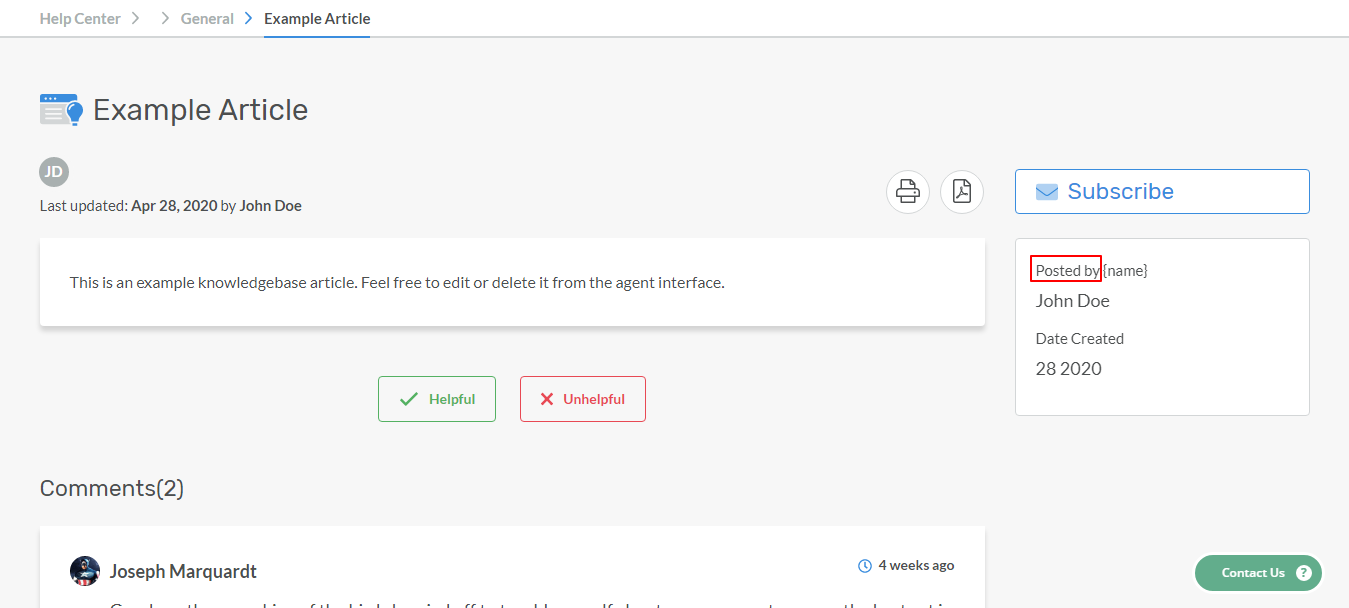 Help Center > > General > Example Article
Example Article
JD
Last updated: Apr 28, 2020 by John Doe
Subscribe
This is an example knowledgebase article. Feel free to edit or delete it from the agent interface.
Posted by {name}
John Doe
Date Created
28 2020
Helpful
Unhelpful
Comments(2)
Joseph Marquardt
4 weeks ago
Contact Us ?